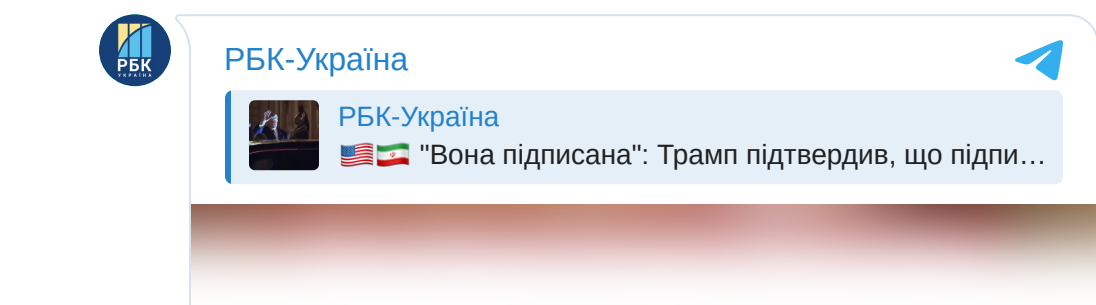 РБК
УКРАЇНА
РБК-Україна
РБК-Україна
🇺🇸🇮🇷 "Вона підписана": Трамп підтвердив, що підпи…